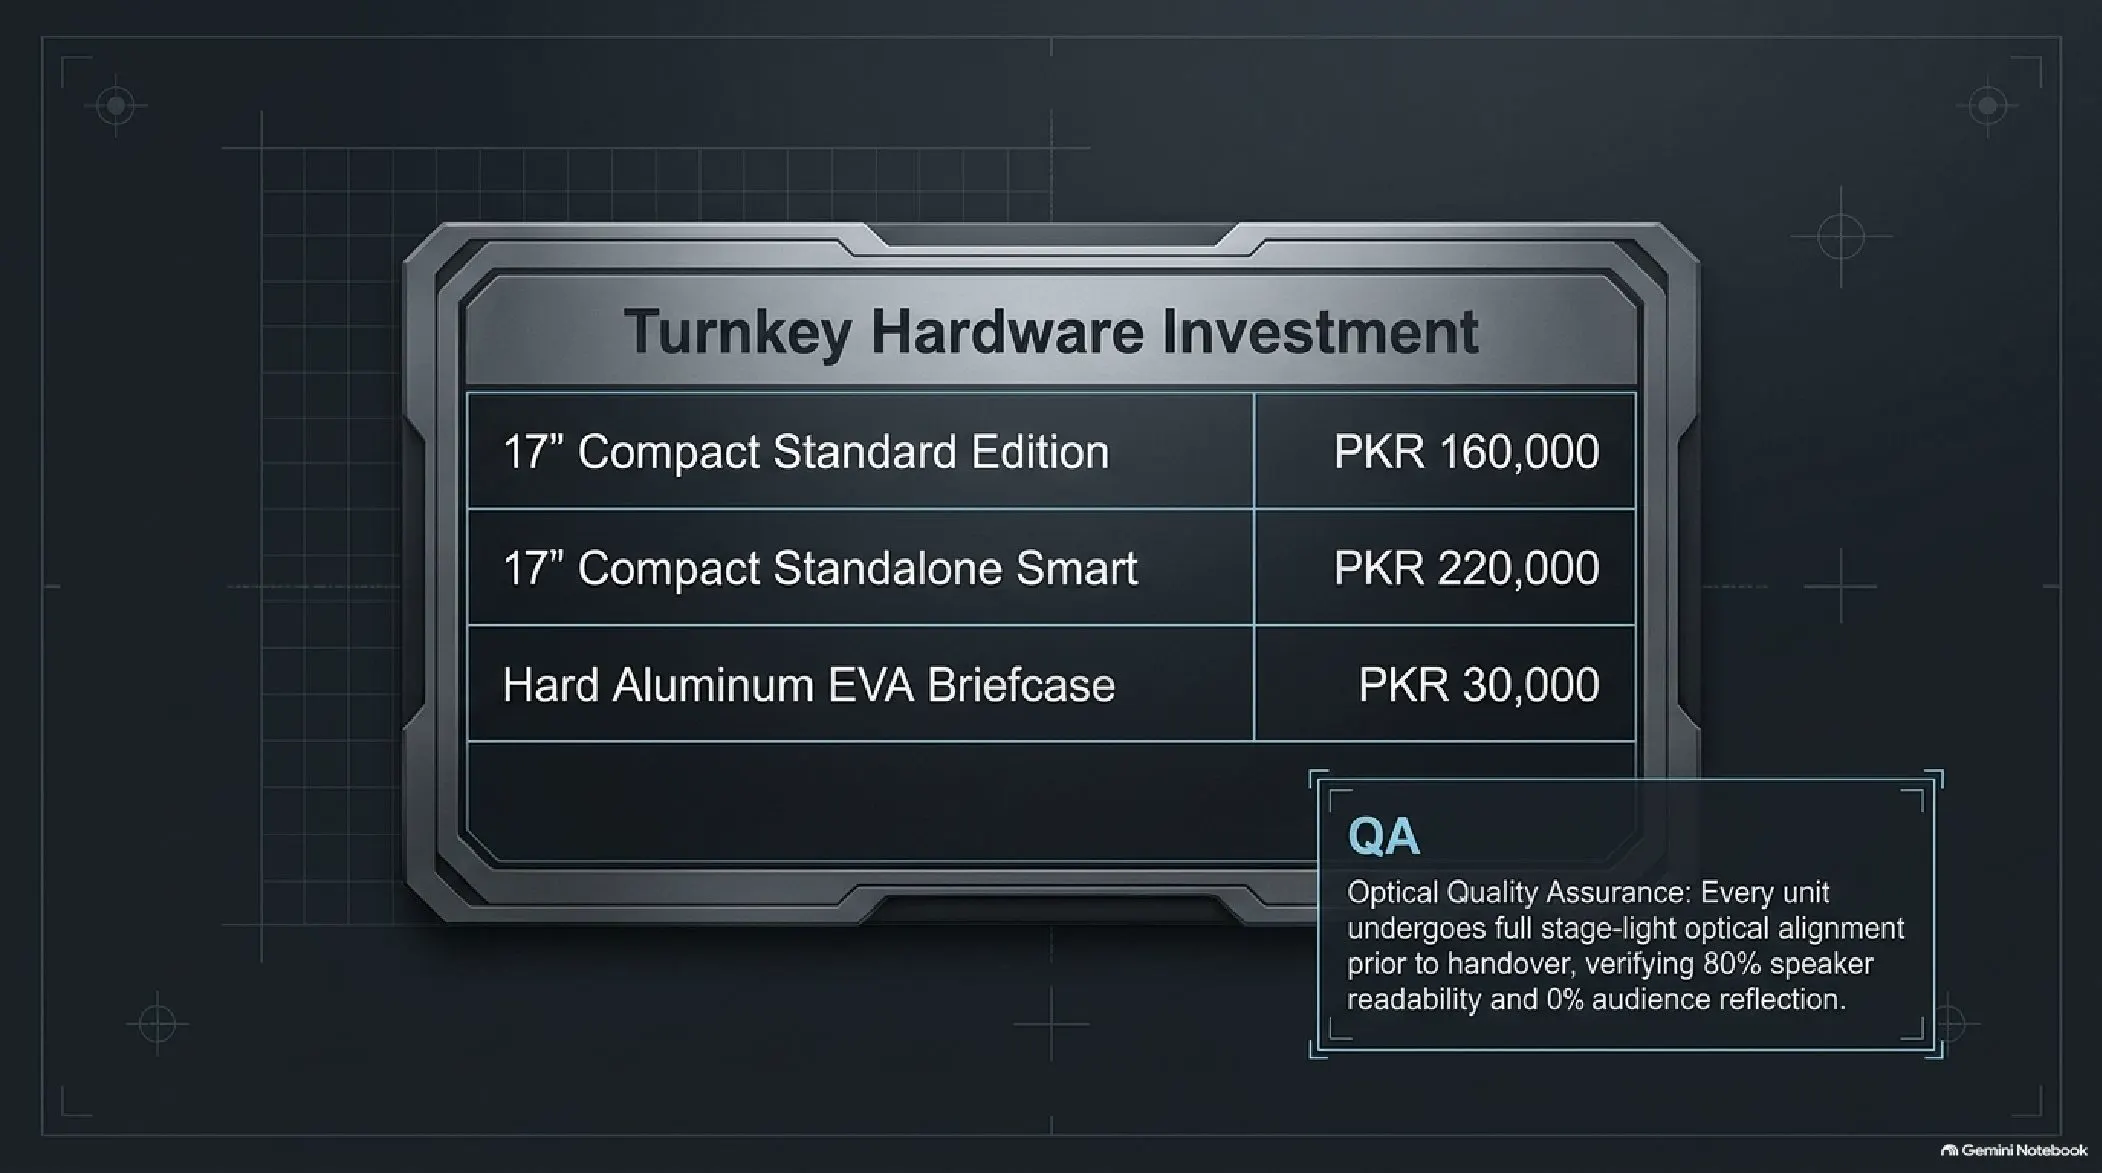 Turnkey Hardware Investment
17” Compact Standard Edition PKR 160,000
17” Compact Standalone Smart PKR 220,000
Hard Aluminum EVA Briefcase PKR 30,000
QA
Optical Quality Assurance: Every unit
undergoes full stage-light optical alignment
prior to handover, verifying 80% speaker
readability and 0% audience reflection.
Gemini Notebook